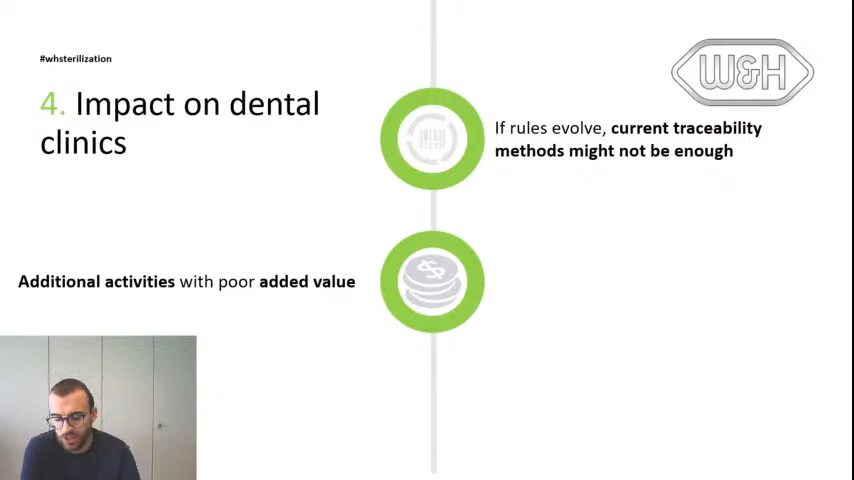 #whsterilization
W&H
4. Impact on dental
clinics
If rules evolve, current traceability
methods might not be enough
Additional activities with poor added value